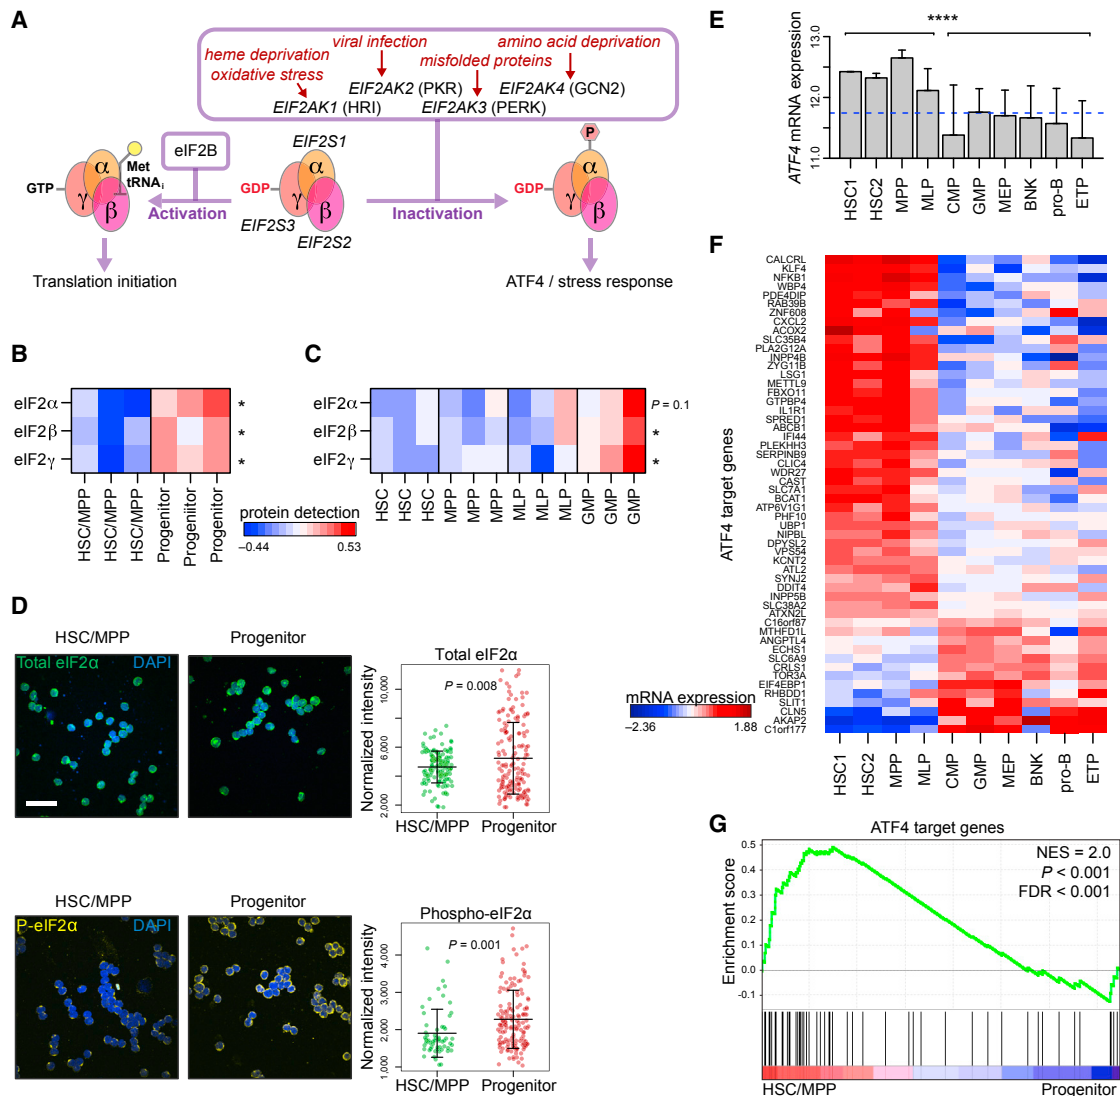 A
heme deprivation
oxidative stress
viral infection
misfolded proteins
amino acid deprivation
EIF2AK1 (HRI)
EIF2AK2 (PKR)
EIF2AK3 (PERK)
EIF2AK4 (GCN2)
GTP
α
γ
β
Met
tRNAi
eIF2B
Activation
EIF2S1
GDP
α
γ
β
EIF2S3
EIF2S2
Inactivation
P
GDP
α
γ
β
Translation initiation
ATF4 / stress response
B
eIF2α
eIF2β
eIF2γ
*
*
*
HSC/MPP
HSC/MPP
HSC/MPP
Progenitor
Progeniitor
Progenitor
protein detection
−0.44
0.53
C
eIF2α
eIF2β
eIF2γ
P = 0.1
*
*
HSC
HSC
HSC
MPP
MPP
MPP
MLP
MLP
MLP
GMP
GMP
GMP
D
HSC/MPP
Progenitor
Total eIF2α
DAPI
Total eIF2α
P = 0.008
Normalized intensity
10,000
6,000
2,000
HSC/MPP
Progenitor
HSC/MPP
Progenitor
P-eIF2α
DAPI
Phospho-eIF2α
P = 0.001
Normalized intensity
4,000
3,000
2,000
1,000
HSC/MPP
Progenitor
E
****
ATF4 mRNA expression
13.0
12.0
11.0
HSC1
HSC2
MPP
MLP
CMP
GMP
MEP
BNK
pro-B
ETP
F
ATF4 target genes
CALCRL
KLF4
NFKB1
WBP4
PDE4DIP
RAB39B
ZNF608
CXCL2
ACOX2
SLC35B4
PLA2G12A
INPP4B
ZYG11B
LSG1
METTL9
FBXO11
GTPBP4
IL1R1
SPRED1
ABCB1
IFI44
PLEKHH3
SERPINB9
CLIC4
WDR27
CAST
SLC7A1
BCAT1
ATP6V1G1
PHF10
UBP1
NIPBL
DPYSL2
VPS54
KCNT2
ATL2
SYNJ2
DDIT4
INPP5B
SLC38A2
ATXN2L
C16orf87
MTHFD1L
ANGPTL4
ECHS1
SLC6A9
CRLS1
TOR3A
EIF4EBP1
RHBDD1
SLIT1
CLN5
AKAP2
C1orf177
mRNA expression
−2.36
1.88
HSC1
HSC2
MPP
MLP
CMP
GMP
MEP
BNK
pro-B
ETP
G
ATF4 target genes
NES = 2.0
P < 0.001
FDR < 0.001
Enrichment score
0.5
0.4
0.3
0.2
0.1
0.0
-0.1
HSC/MPP
Progenitor